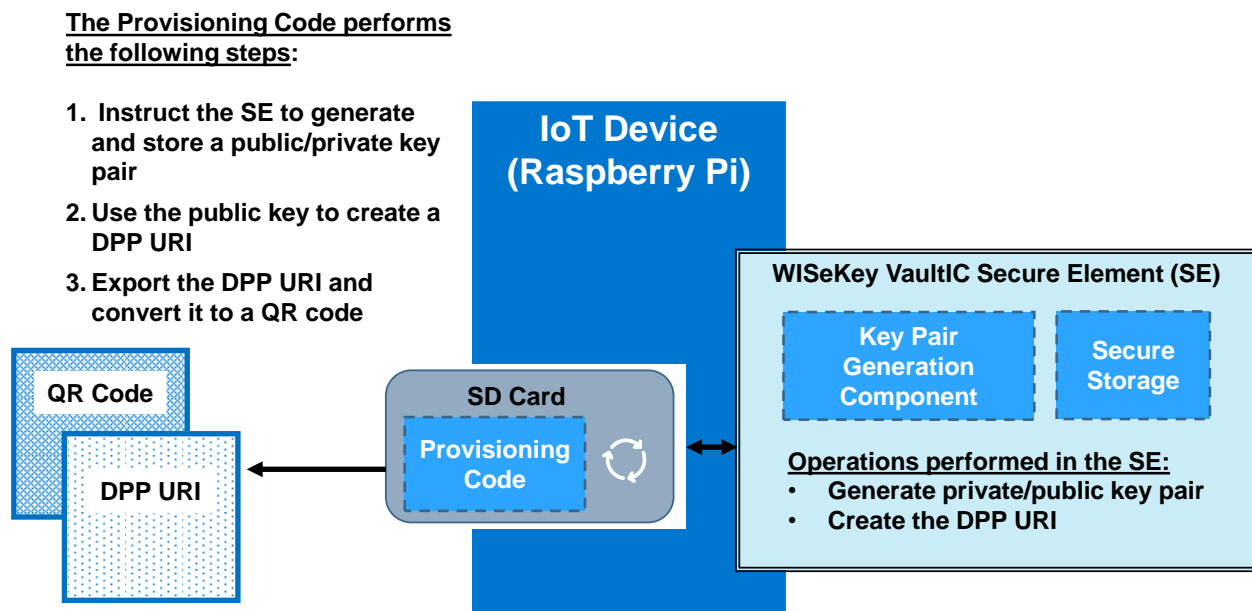 The Provisioning Code performs
the following steps:
1. Instruct the SE to generate
and store a public/private key
pair
2. Use the public key to create a
DPP URI
3. Export the DPP URI and
convert it to a QR code
QR Code
DPP URI
IoT Device
(Raspberry Pi)
SD Card
Provisioning
Code
WISeKey VaultIC Secure Element (SE)
Key Pair
Generation
Component
Secure
Storage
Operations performed in the SE:
• Generate private/public key pair
• Create the DPP URI